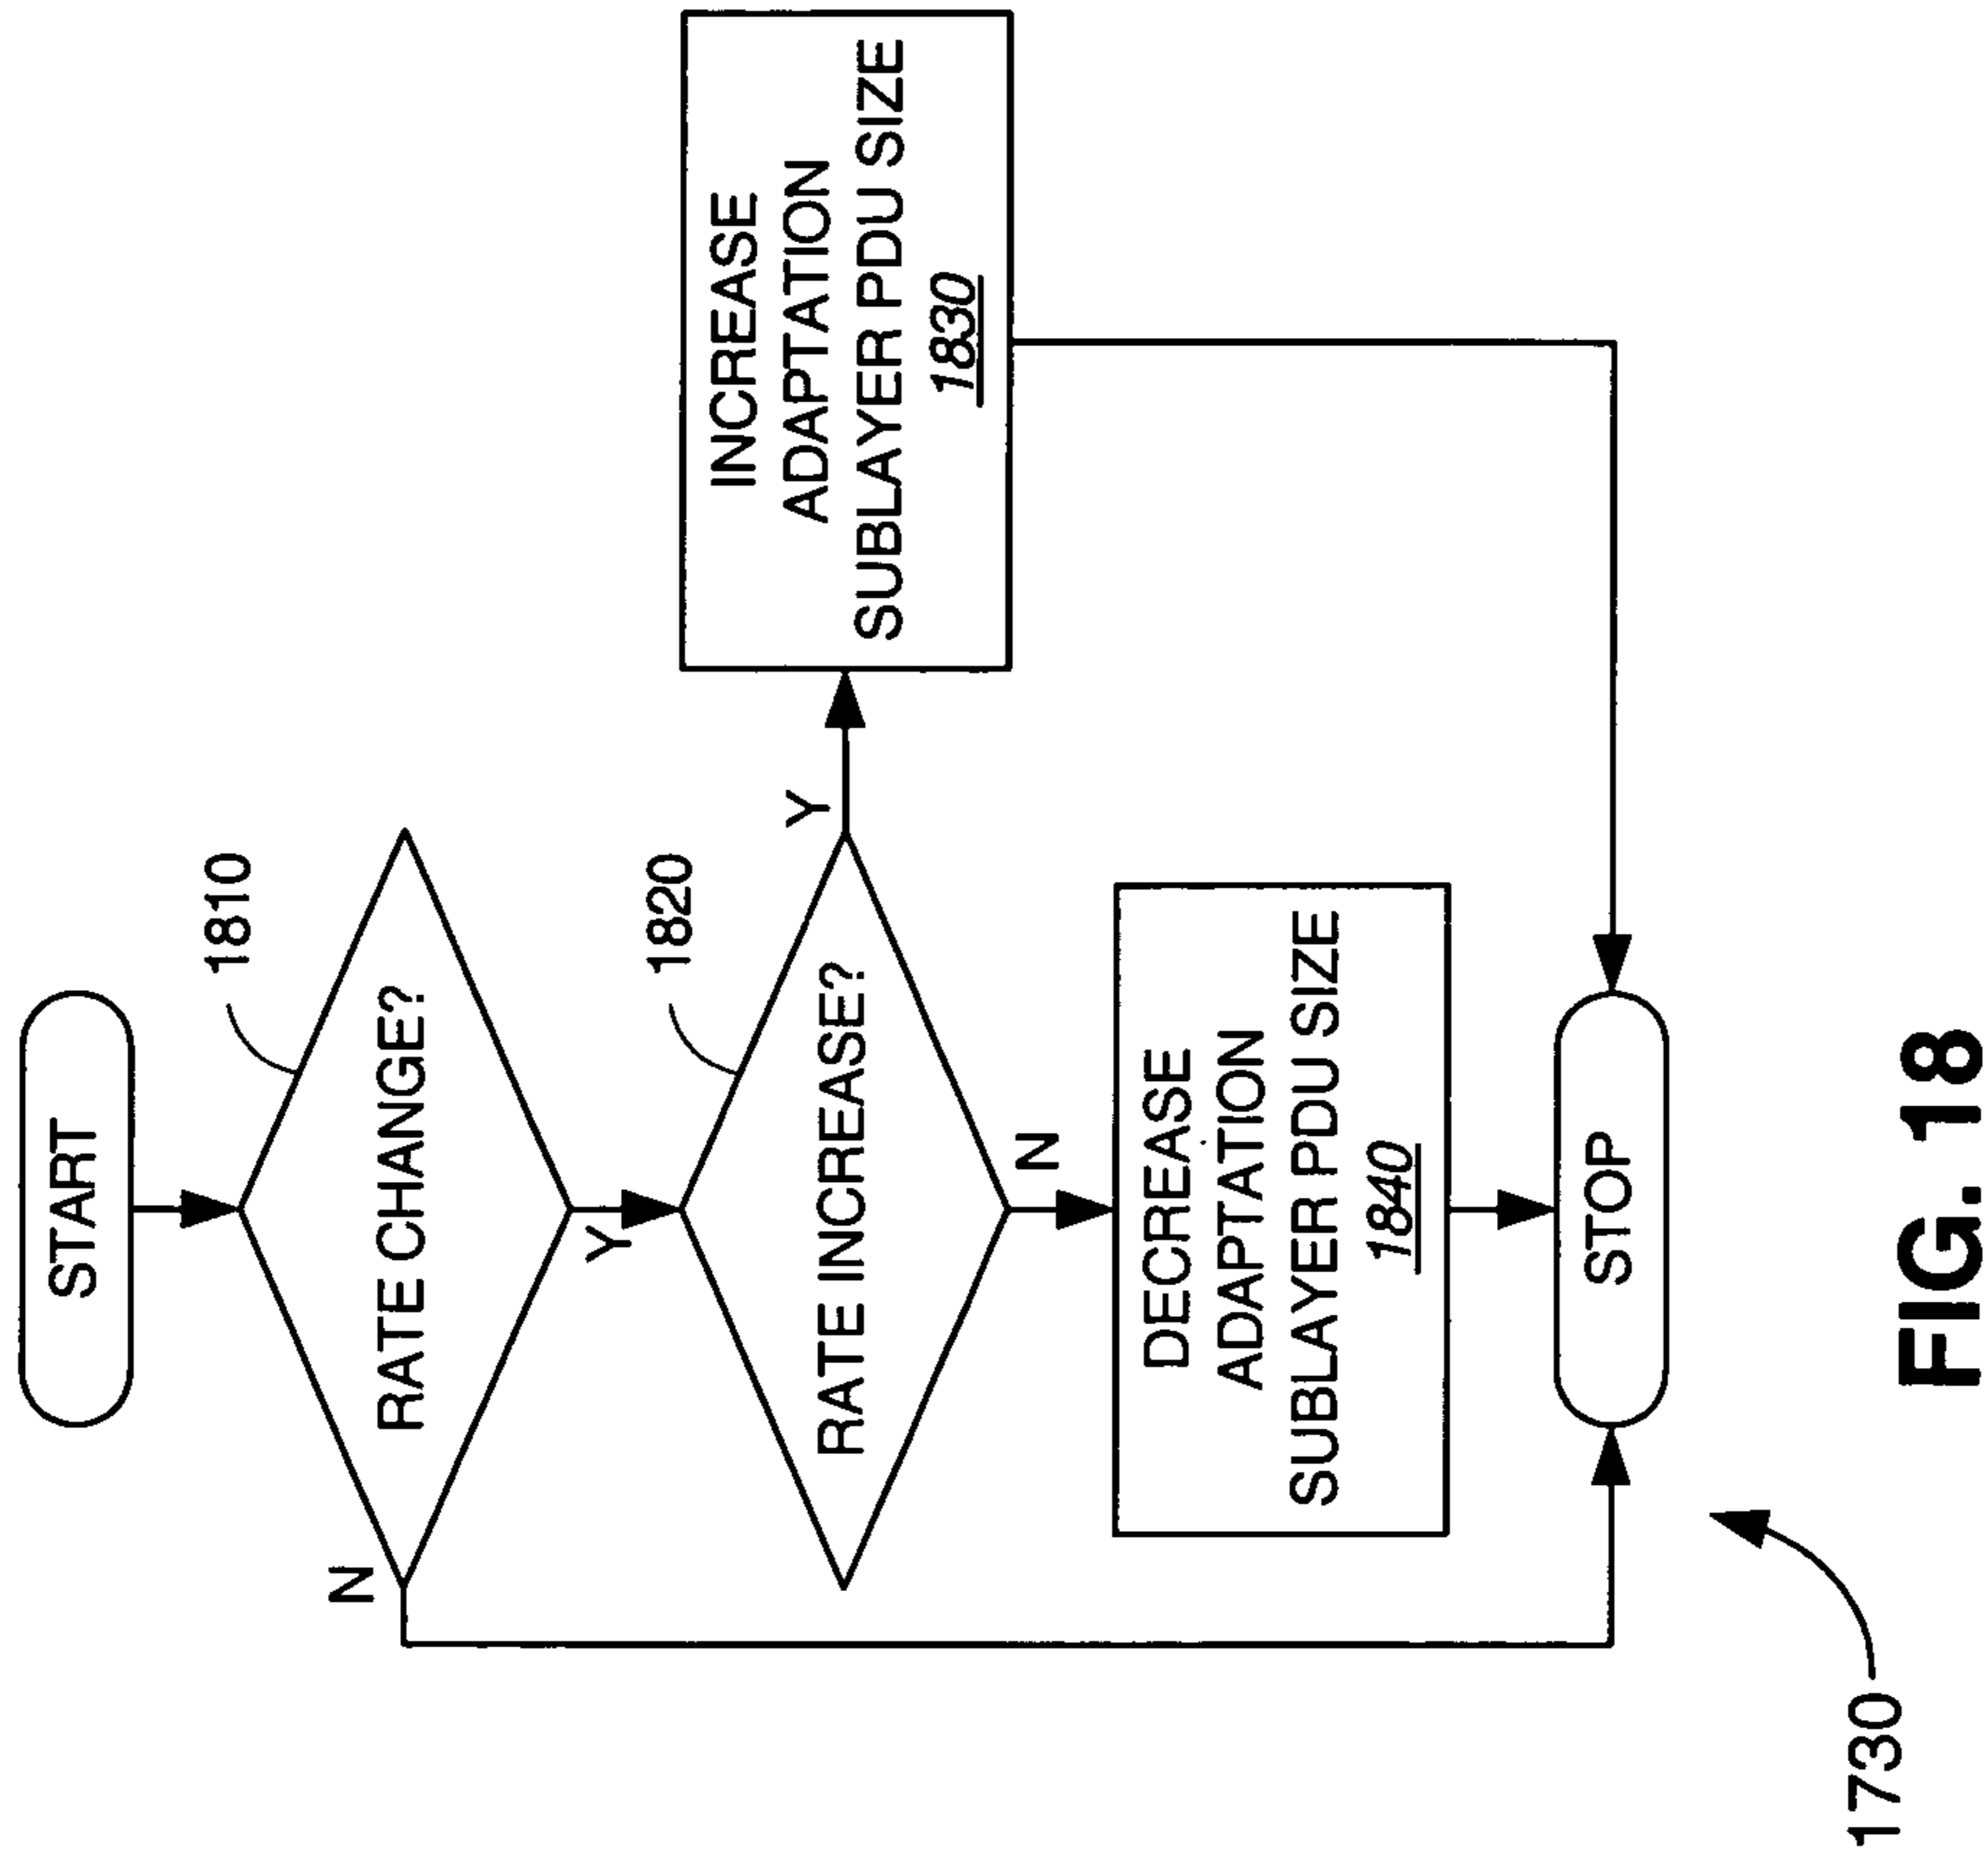 START
1810
RATE CHANGE?
N
Y
1820
RATE INCREASE?
Y
INCREASE
ADAPTATION
SUBLAYER PDU SIZE
1830
N
DECREASE
ADAPTATION
SUBLAYER PDU SIZE
1840
STOP
1730
FIG. 18